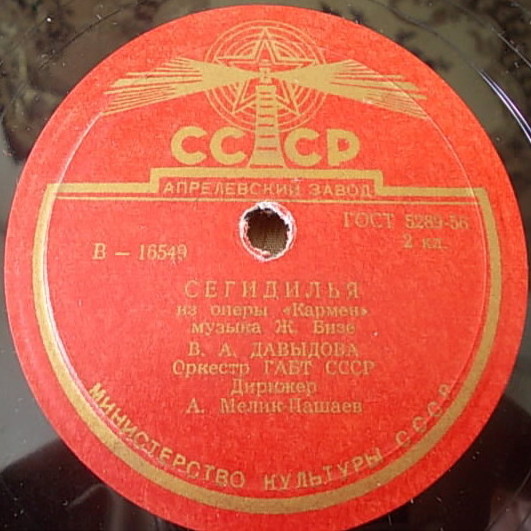 СССР
АПРЕЛЕВСКИЙ ЗАВОД
ГОСТ 5289-56
2 кл.
В – 16549
СЕГИДИЛЬЯ
из оперы «Кармен»
музыка Ж. Бизе
В. А. ДАВЫДОВА
Оркестр ГАБТ СССР
Дирижер
А. Мелик-Пашаев
МИНИСТЕРСТВО КУЛЬТУРЫ СССР